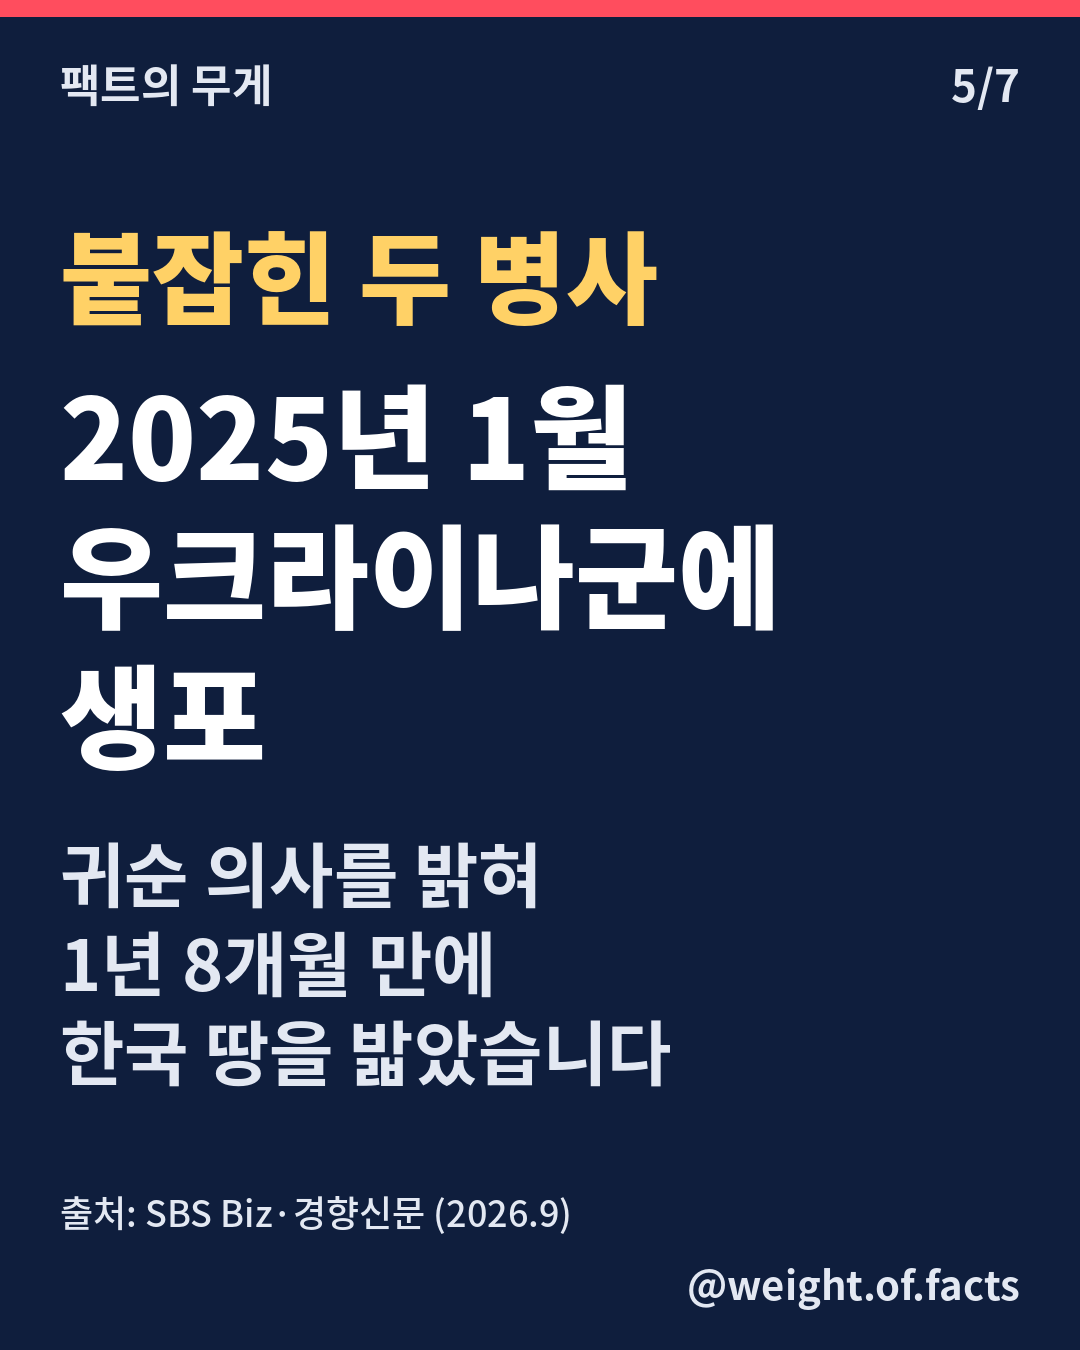 팩트의 무게
5/7
붙잡힌 두 병사
2025년 1월
우크라이나군에
생포
귀순 의사를 밝혀
1년 8개월 만에
한국 땅을 밟았습니다
출처: SBS Biz·경향신문 (2026.9)
@weight.of.facts